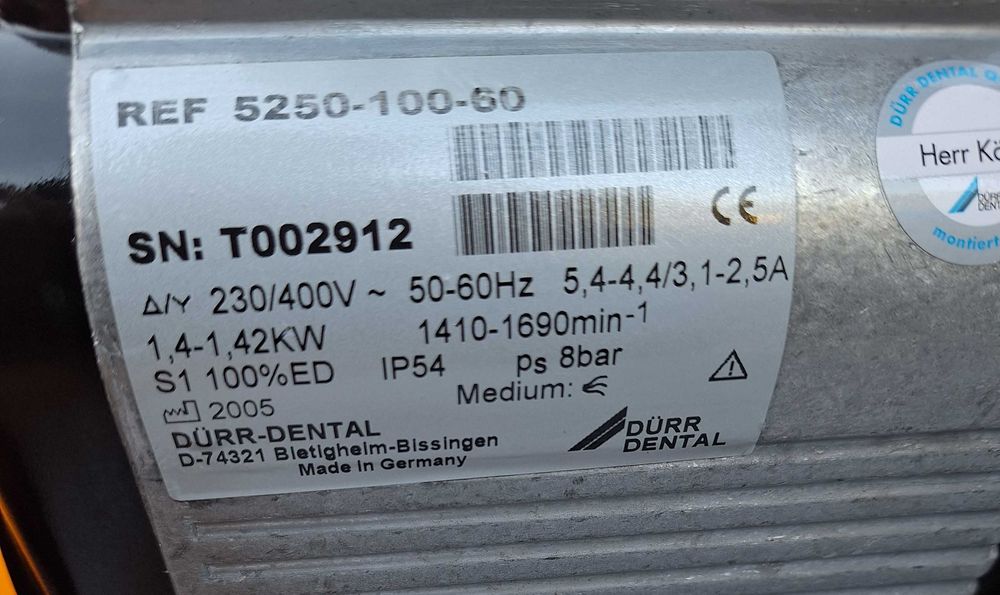 REF 5250-100-60
SN: T002912
Δ/Y 230/400V ~ 50-60Hz 5,4-4,4/3,1-2,5A
1,4-1,42KW 1410-1690min-1
S1 100%ED IP54 ps 8bar
Medium:
2005
DÜRR-DENTAL
D-74321 Bietigheim-Bissingen
Made in Germany
DÜRR
DENTAL
CE
DÜRR DENTAL
Herr
DÜRR
DENTAL
montiert